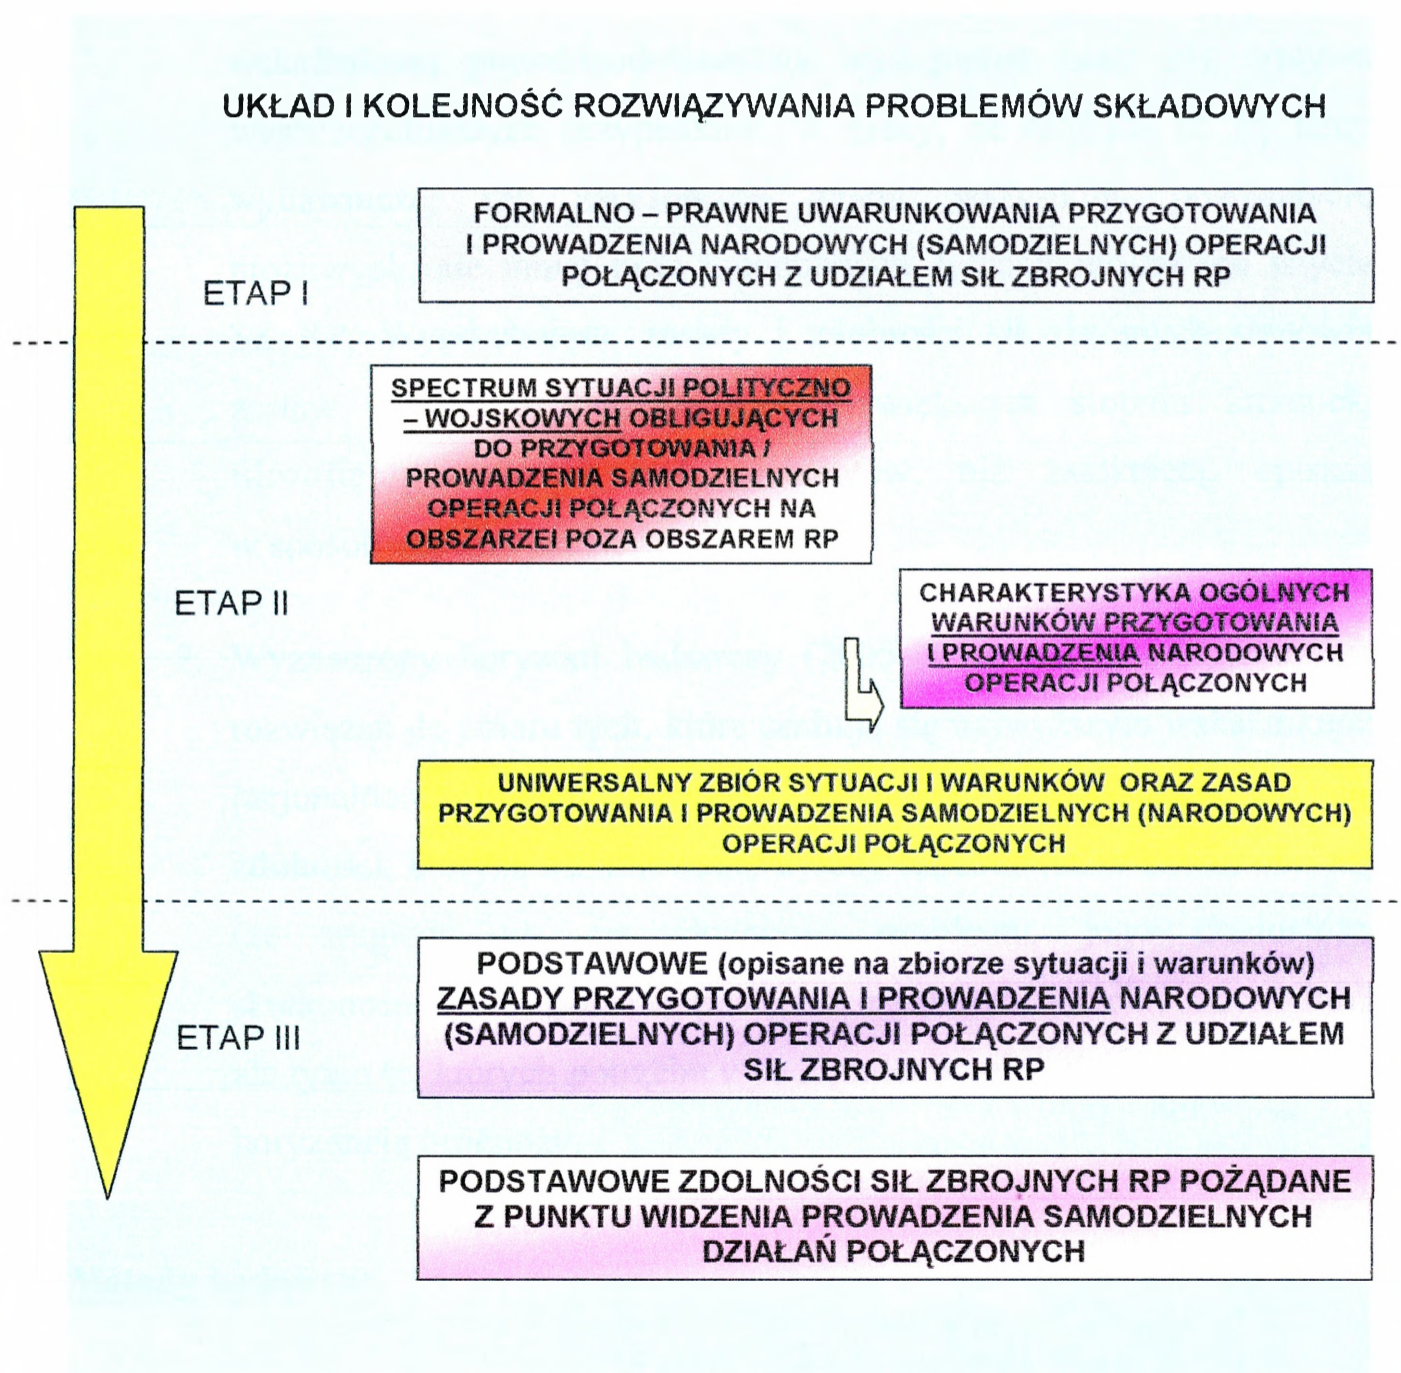 UKŁAD I KOLEJNOŚĆ ROZWIĄZYWANIA PROBLEMÓW SKŁADOWYCH
ETAP I
FORMALNO – PRAWNE UWARUNKOWANIA PRZYGOTOWANIA
I PROWADZENIA NARODOWYCH (SAMODZIELNYCH) OPERACJI
POŁĄCZONYCH Z UDZIAŁEM SIŁ ZBROJNYCH RP
ETAP II
SPECTRUM SYTUACJI POLITYCZNO
– WOJSKOWYCH OBLIGUJĄCYCH
DO PRZYGOTOWANIA /
PROWADZENIA SAMODZIELNYCH
OPERACJI POŁĄCZONYCH NA
OBSZARZEI POZA OBSZAREM RP
CHARAKTERYSTYKA OGÓLNYCH
WARUNKÓW PRZYGOTOWANIA
I PROWADZENIA NARODOWYCH
OPERACJI POŁĄCZONYCH
UNIWERSALNY ZBIÓR SYTUACJI I WARUNKÓW ORAZ ZASAD
PRZYGOTOWANIA I PROWADZENIA SAMODZIELNYCH (NARODOWYCH)
OPERACJI POŁĄCZONYCH
ETAP III
PODSTAWOWE (opisane na zbiorze sytuacji i warunków)
ZASADY PRZYGOTOWANIA I PROWADZENIA NARODOWYCH
(SAMODZIELNYCH) OPERACJI POŁĄCZONYCH Z UDZIAŁEM
SIŁ ZBROJNYCH RP
PODSTAWOWE ZDOLNOŚCI SIŁ ZBROJNYCH RP POŻĄDANE
Z PUNKTU WIDZENIA PROWADZENIA SAMODZIELNYCH
DZIAŁAŃ POŁĄCZONYCH